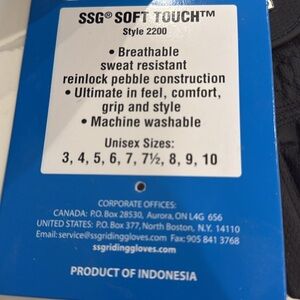 SSG® SOFT TOUCH™
Style 2200
• Breathable
sweat resistant
reinlock pebble construction
• Ultimate in feel, comfort,
grip and style
• Machine washable
Unisex Sizes:
3, 4, 5, 6, 7, 7½, 8, 9, 10
CORPORATE OFFICES:
CANADA: P.O. Box 28530, Aurora, ON L4G 6S6
UNITED STATES: P.O. Box 377, North Boston, N.Y. 14110
Email: service@ssgridinggloves.com Fax: 905 841 3768
ssgridinggloves.com
PRODUCT OF INDONESIA